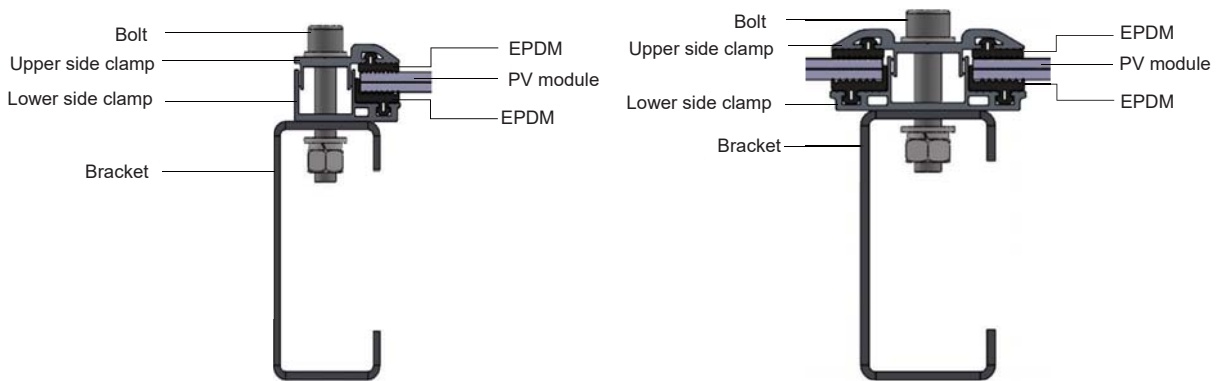 Bolt
EPDM
Upper side clamp
PV module
Lower side clamp
EPDM
Bracket
Bolt
EPDM
Upper side clamp
PV module
Lower side clamp
EPDM
Bracket